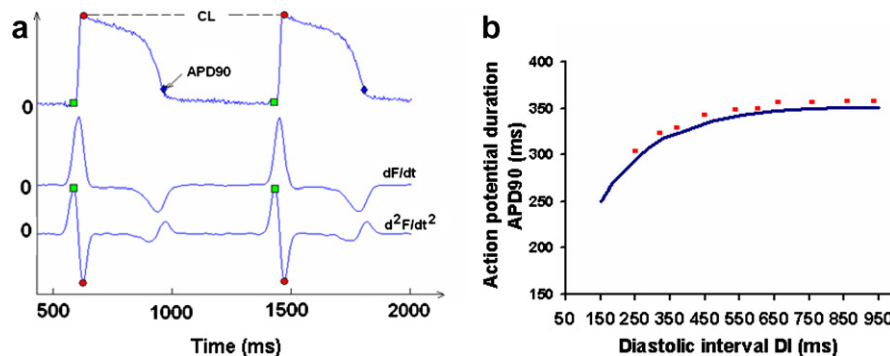 a
CL
APD90
0
dF/dt
0
d²F/dt²
0
500 1000 1500 2000
Time (ms)
b
Action potential duration
APD90 (ms)
400
350
300
250
200
150
50 150 250 350 450 550 650 750 850 950
Diastolic interval DI (ms)